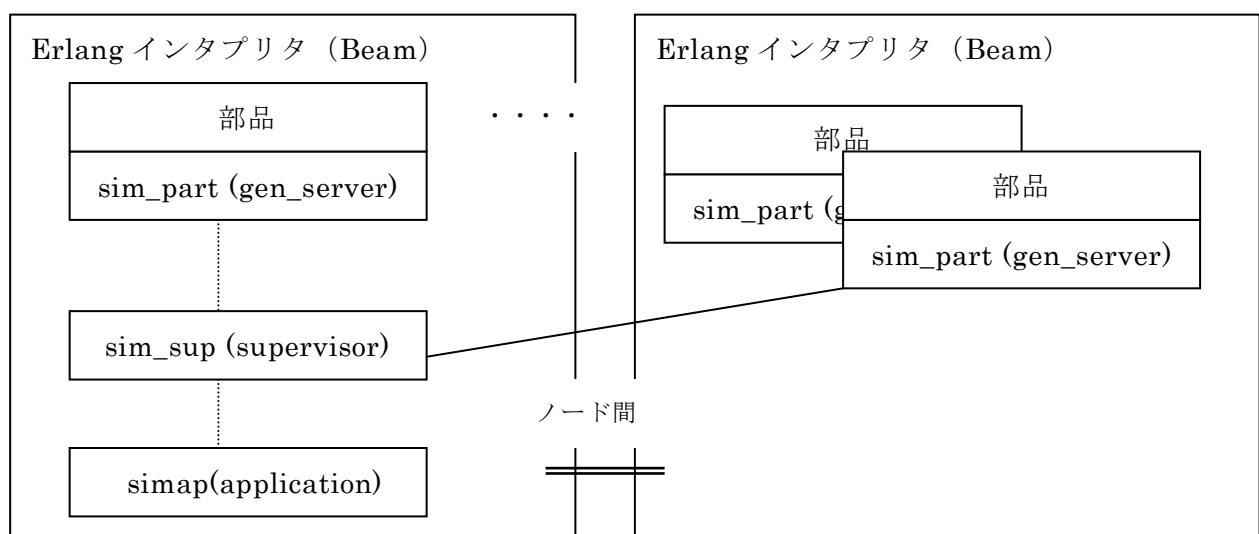 Erlang インタプリタ（Beam）
部品
・・・・
sim_part (gen_server)
sim_sup (supervisor)
simap(application)
ノード間
Erlang インタプリタ（Beam）
部品
sim_part (g
部品
sim_part (gen_server)